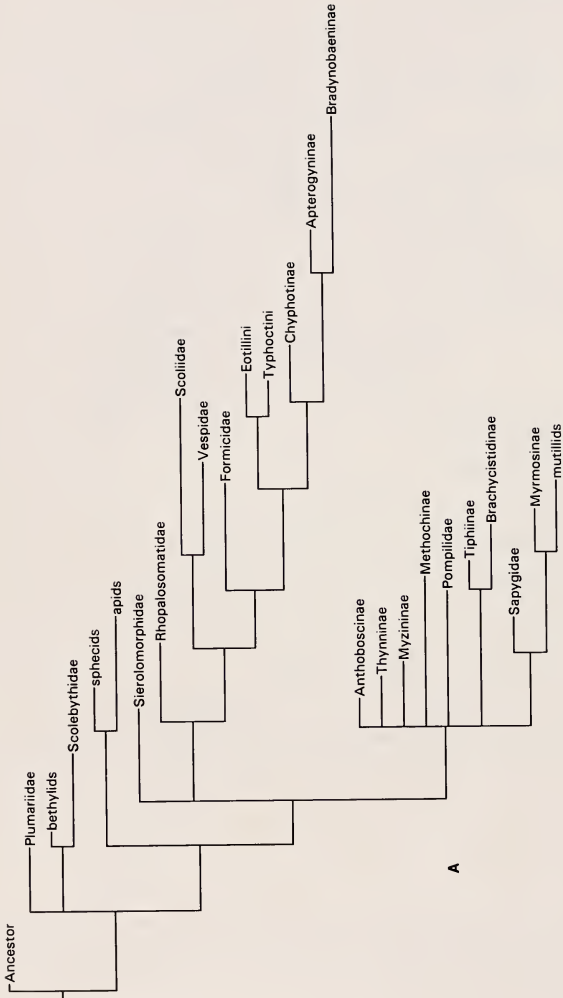 Ancestor
Plumariidae
bethylids
Scolebythidae
sphecids
apids
Sierolomorphidae
Rhopalosomatidae
Scoliidae
Vespidae
Formicidae
Eotillini
Typhoctini
Chyphotinae
Apterogyninae
Bradynobaeninae
Anthoboscinae
Thynninae
Myzininae
Methochinae
Pompilidae
Tiphiinae
Brachycistidinae
Sapygidae
Myrmosinae
mutillids
A